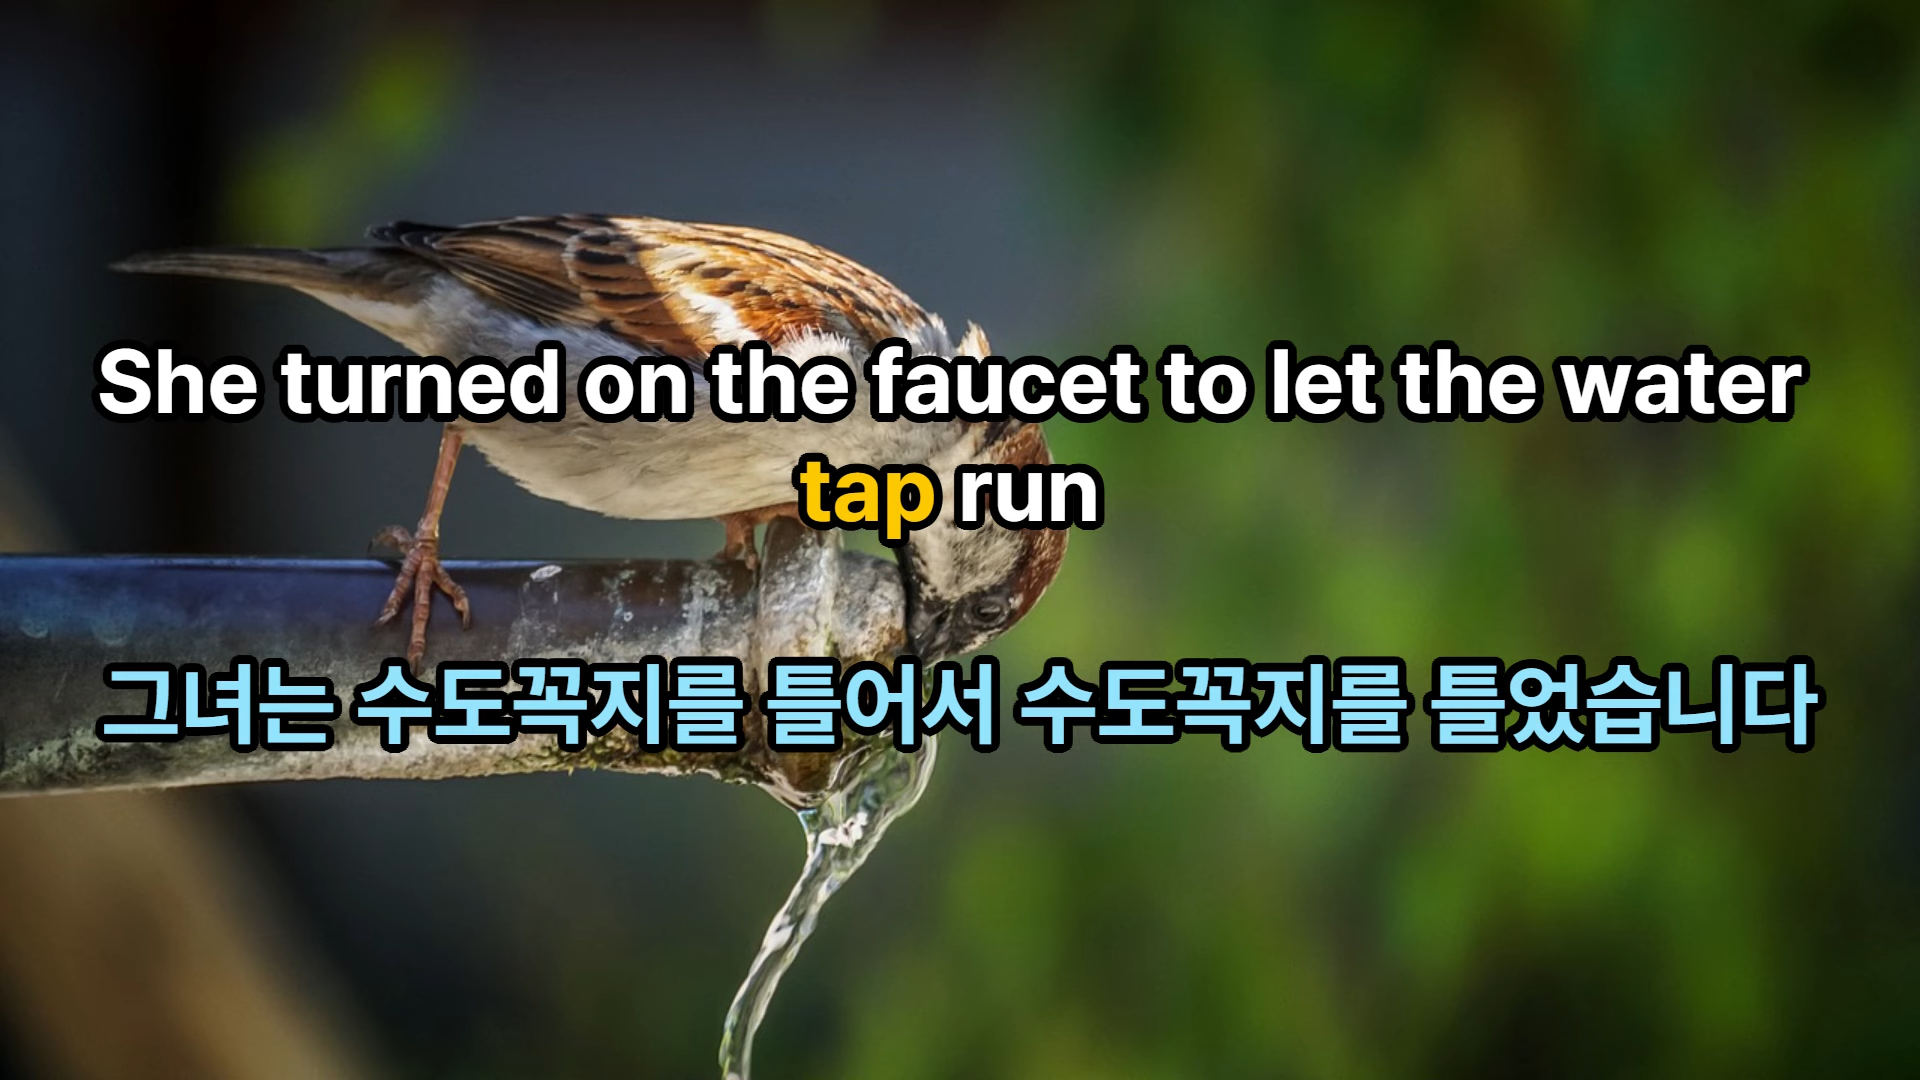 She turned on the faucet to let the water
tap run
그녀는 수도꼭지를 틀어서 수도꼭지를 틀었습니다